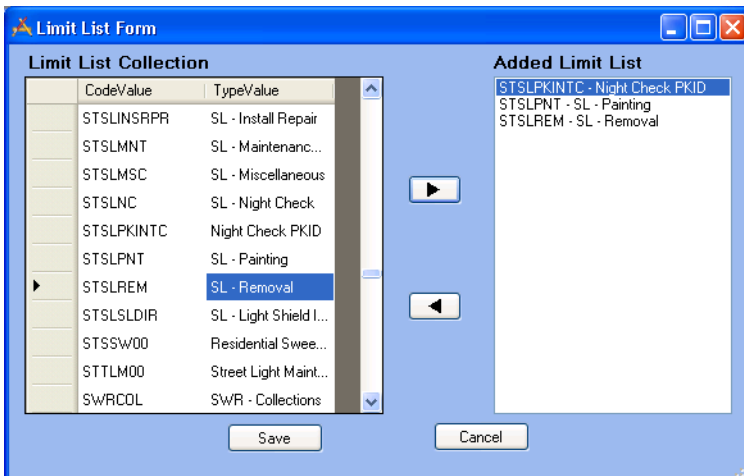 Limit List Form
Limit List Collection
Added Limit List
CodeValue TypeValue
STSLINSRPR SL - Install Repair
STSLMNT SL - Maintenanc...
STSLMSC SL - Miscellaneous
STSLNC SL - Night Check
STSLPKINTC Night Check PKID
STSLPNT SL - Painting
STSLREM SL - Removal
STSLSLDIR SL - Light Shield I...
STSSW00 Residential Swee...
STTLM00 Street Light Maint...
SWRCOL SWR - Collections
STSLPKINTC - Night Check PKID
STSLPNT - SL - Painting
STSLREM - SL - Removal
Save
Cancel